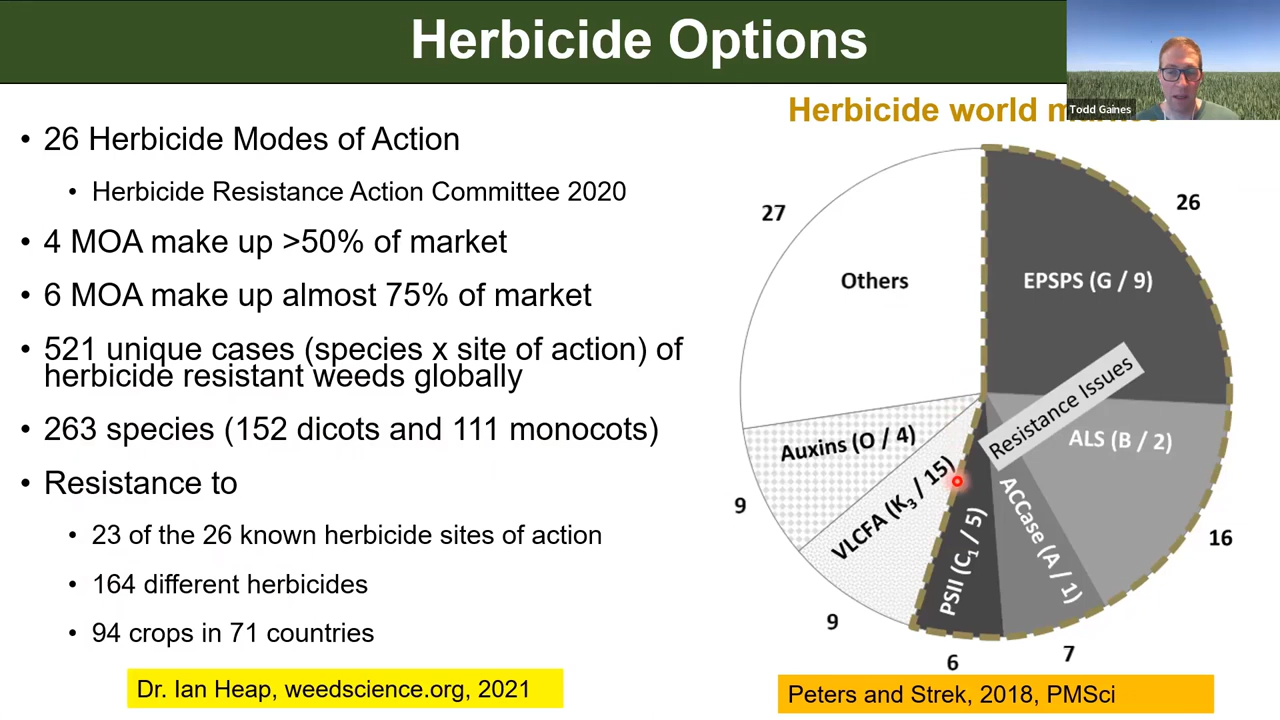 Herbicide Options
Todd Gaines
• 26 Herbicide Modes of Action
• Herbicide Resistance Action Committee 2020
• 4 MOA make up >50% of market
• 6 MOA make up almost 75% of market
• 521 unique cases (species x site of action) of
herbicide resistant weeds globally
• 263 species (152 dicots and 111 monocots)
• Resistance to
• 23 of the 26 known herbicide sites of action
• 164 different herbicides
• 94 crops in 71 countries
Dr. Ian Heap, weedscience.org, 2021
Herbicide world
27
26
Others
EPSPS (G / 9)
Resistance Issues
Auxins (O / 4)
ALS (B / 2)
VLCFA (K3 / 15)
PSII (C1 / 5)
ACCase (A / 1)
9
16
9
6
7
Peters and Strek, 2018, PMSci